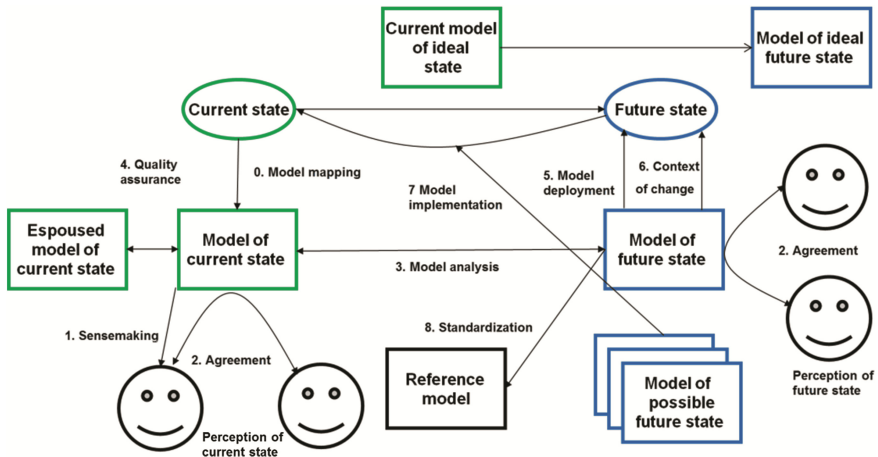 Current model
of ideal
state
Model of ideal
future state
Current state
Future state
4. Quality
assurance
0. Model mapping
7 Model
implementation
5. Model
deployment
6. Context
of change
Espoused
model of
current state
Model of
current state
3. Model analysis
Model of
future state
2. Agreement
1. Sensemaking
2. Agreement
8. Standardization
Reference
model
Model of
possible
future state
Perception of
future state
Perception of
current state